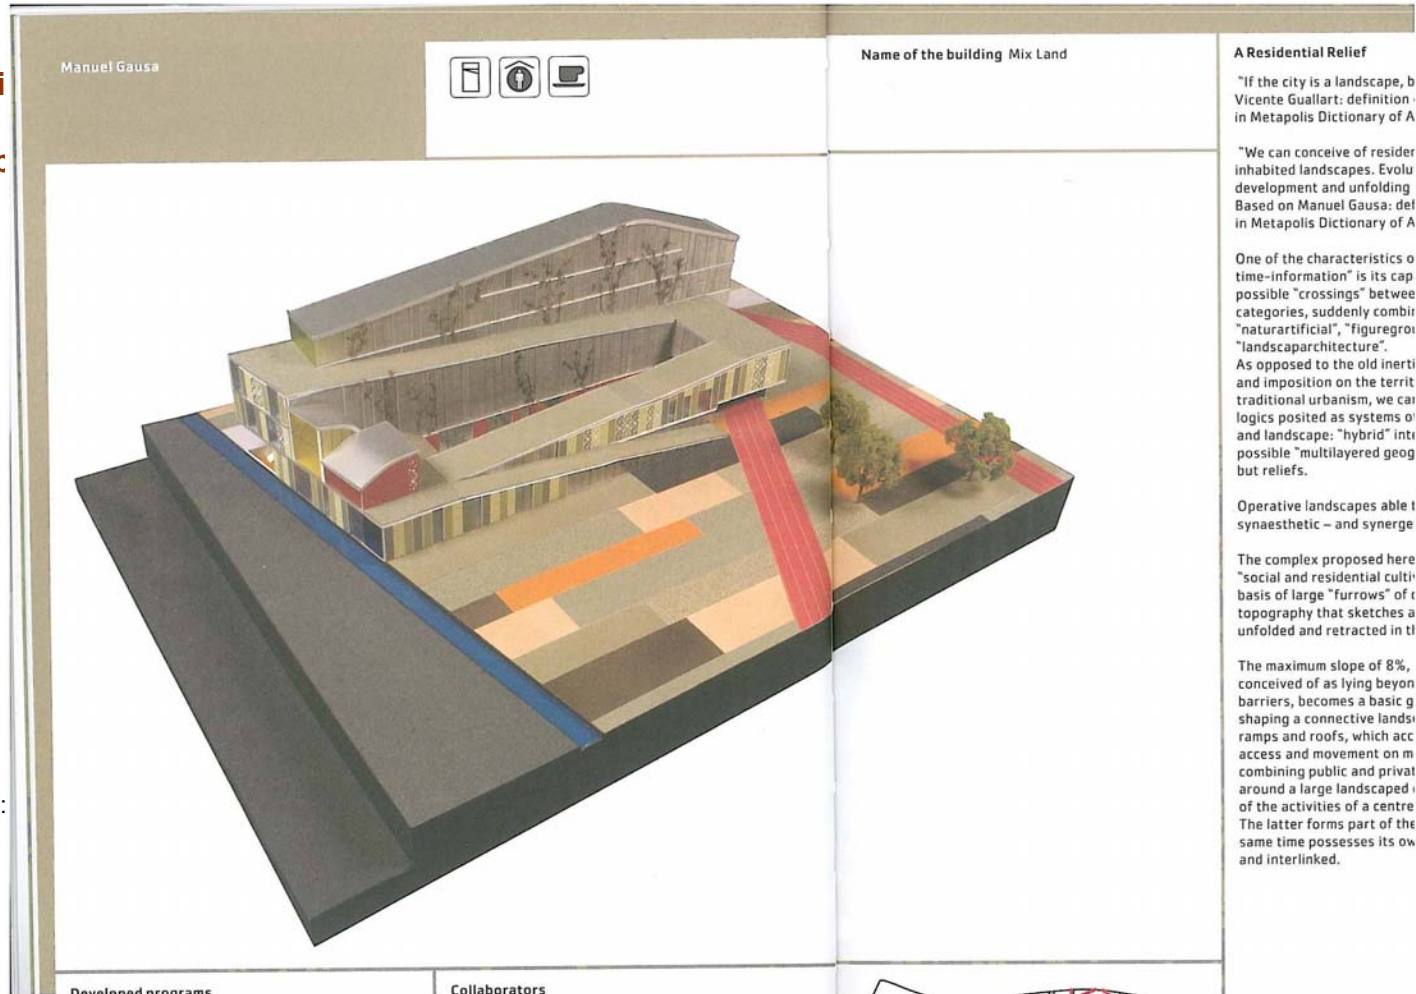 Manuel Gausa
Name of the building Mix Land
A Residential Relief
"If the city is a landscape, b
Vicente Guallart: definition
in Metapolis Dictionary of A
"We can conceive of resider
inhabited landscapes. Evolu
development and unfolding
Based on Manuel Gausa: def
in Metapolis Dictionary of A
One of the characteristics o
time-information" is its cap
possible "crossings" betwee
categories, suddenly combin
"naturartificial", "figuregrou
"landscaparchitecture".
As opposed to the old inerti
and imposition on the territ
traditional urbanism, we can
logics posited as systems of
and landscape: "hybrid" inte
possible "multilayered geog
but reliefs.
Operative landscapes able t
synaesthetic – and synerge
The complex proposed here
"social and residential culti
basis of large "furrows" of
topography that sketches a
unfolded and retracted in th
The maximum slope of 8%,
conceived of as lying beyon
barriers, becomes a basic g
shaping a connective lands
ramps and roofs, which acc
access and movement on m
combining public and privat
around a large landscaped
of the activities of a centre
The latter forms part of the
same time possesses its ow
and interlinked.
Developed programs
Collaborators